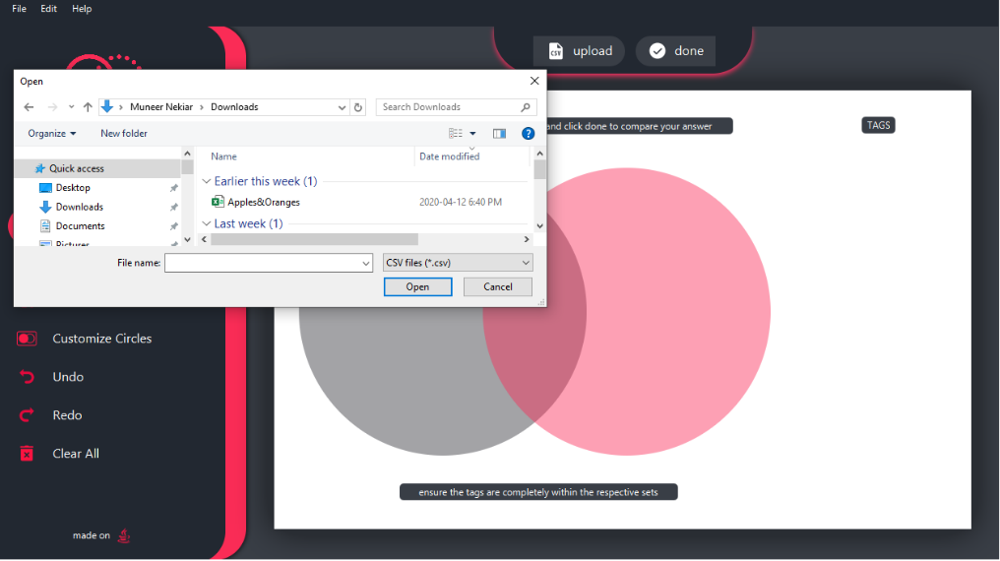 File Edit Help
upload done
Open
Muneer Nekiar > Downloads
Search Downloads
Organize New folder
Name Date modified
Quick access
Desktop
Downloads
Documents
Pictures
Earlier this week (1)
Apples&Oranges 2020-04-12 6:40 PM
Last week (1)
File name: CSV files (*.csv)
Open Cancel
and click done to compare your answer
TAGS
Customize Circles
Undo
Redo
Clear All
made on
ensure the tags are completely within the respective sets